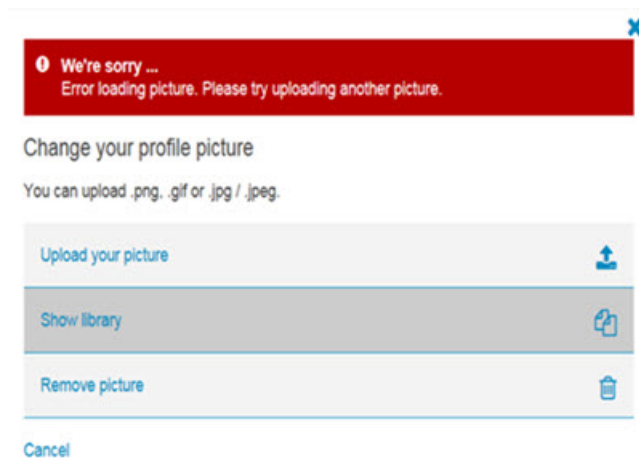 We're sorry ...
Error loading picture. Please try uploading another picture.
Change your profile picture
You can upload .png, .gif or .jpg / .jpeg.
Upload your picture
Show library
Remove picture
Cancel